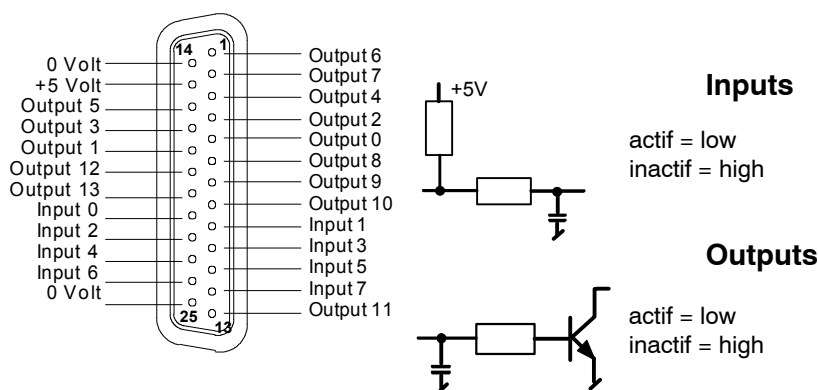 14
1
0 Volt
+5 Volt
Output 5
Output 3
Output 1
Output 12
Output 13
Input 0
Input 2
Input 4
Input 6
0 Volt
25
13
Output 6
Output 7
Output 4
Output 2
Output 0
Output 8
Output 9
Output 10
Input 1
Input 3
Input 5
Input 7
Output 11
+5V
Inputs
actif = low
inactif = high
Outputs
actif = low
inactif = high